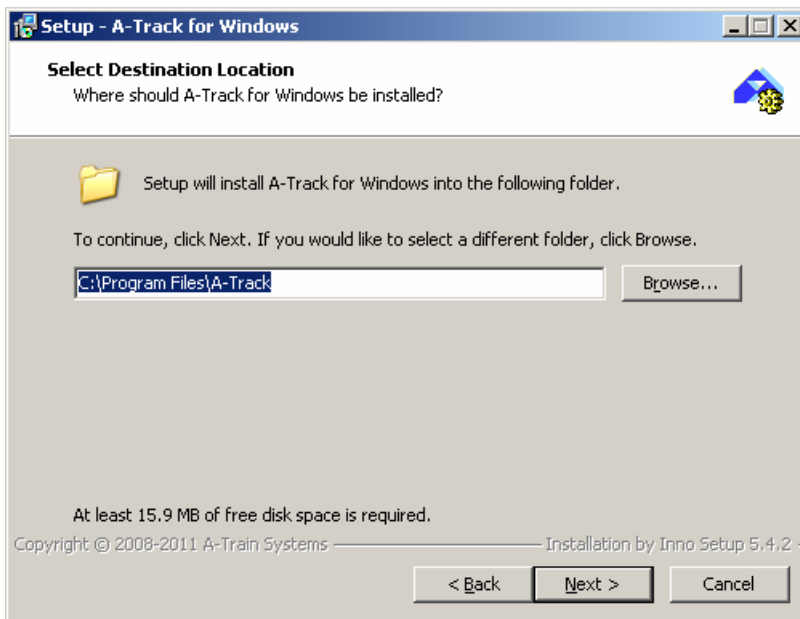 Setup - A-Track for Windows
Select Destination Location
Where should A-Track for Windows be installed?
Setup will install A-Track for Windows into the following folder.
To continue, click Next. If you would like to select a different folder, click Browse.
C:\Program Files\A-Track
Browse...
At least 15.9 MB of free disk space is required.
Copyright © 2008-2011 A-Train Systems
Installation by Inno Setup 5.4.2
< Back
Next >
Cancel